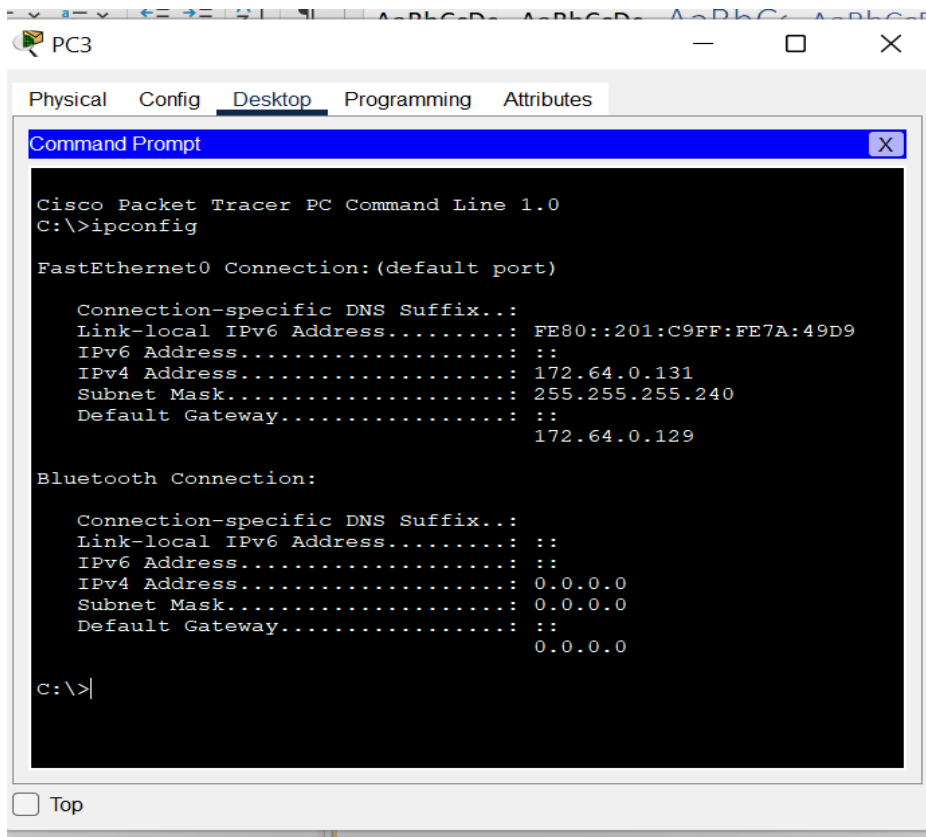 PC3
Physical Config Desktop Programming Attributes
Command Prompt X
Cisco Packet Tracer PC Command Line 1.0
C:\>ipconfig
FastEthernet0 Connection:(default port)
Connection-specific DNS Suffix..:
Link-local IPv6 Address.........: FE80::201:C9FF:FE7A:49D9
IPv6 Address....................: ::
IPv4 Address....................: 172.64.0.131
Subnet Mask.....................: 255.255.255.240
Default Gateway.................: ::
172.64.0.129
Bluetooth Connection:
Connection-specific DNS Suffix..:
Link-local IPv6 Address.........: ::
IPv6 Address....................: ::
IPv4 Address....................: 0.0.0.0
Subnet Mask.....................: 0.0.0.0
Default Gateway.................: ::
0.0.0.0
C:\>
Top